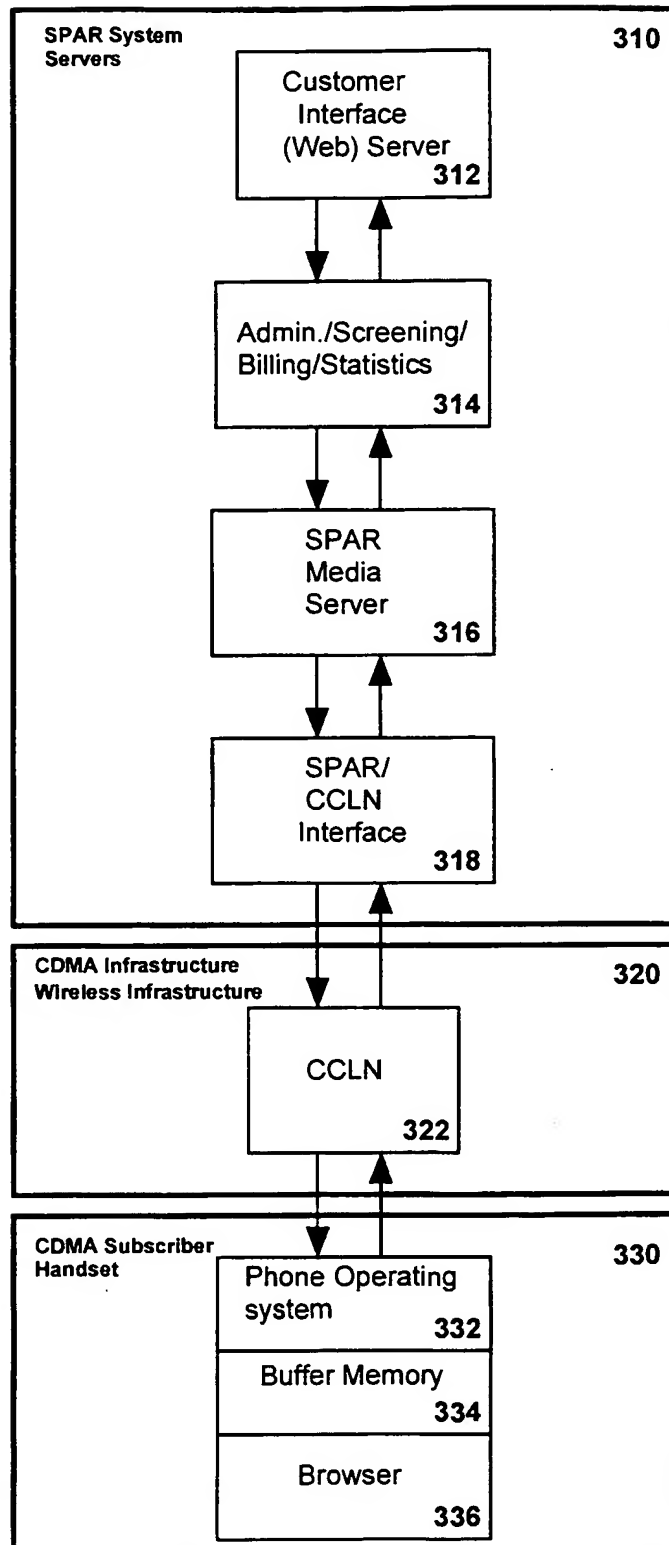 SPAR System
Servers
310
Customer
Interface
(Web) Server
312
Admin./Screening/
Billing/Statistics
314
SPAR
Media
Server
316
SPAR/
CCLN
Interface
318
CDMA Infrastructure
Wireless Infrastructure
320
CCLN
322
CDMA Subscriber
Handset
330
Phone Operating
system
332
Buffer Memory
334
Browser
336